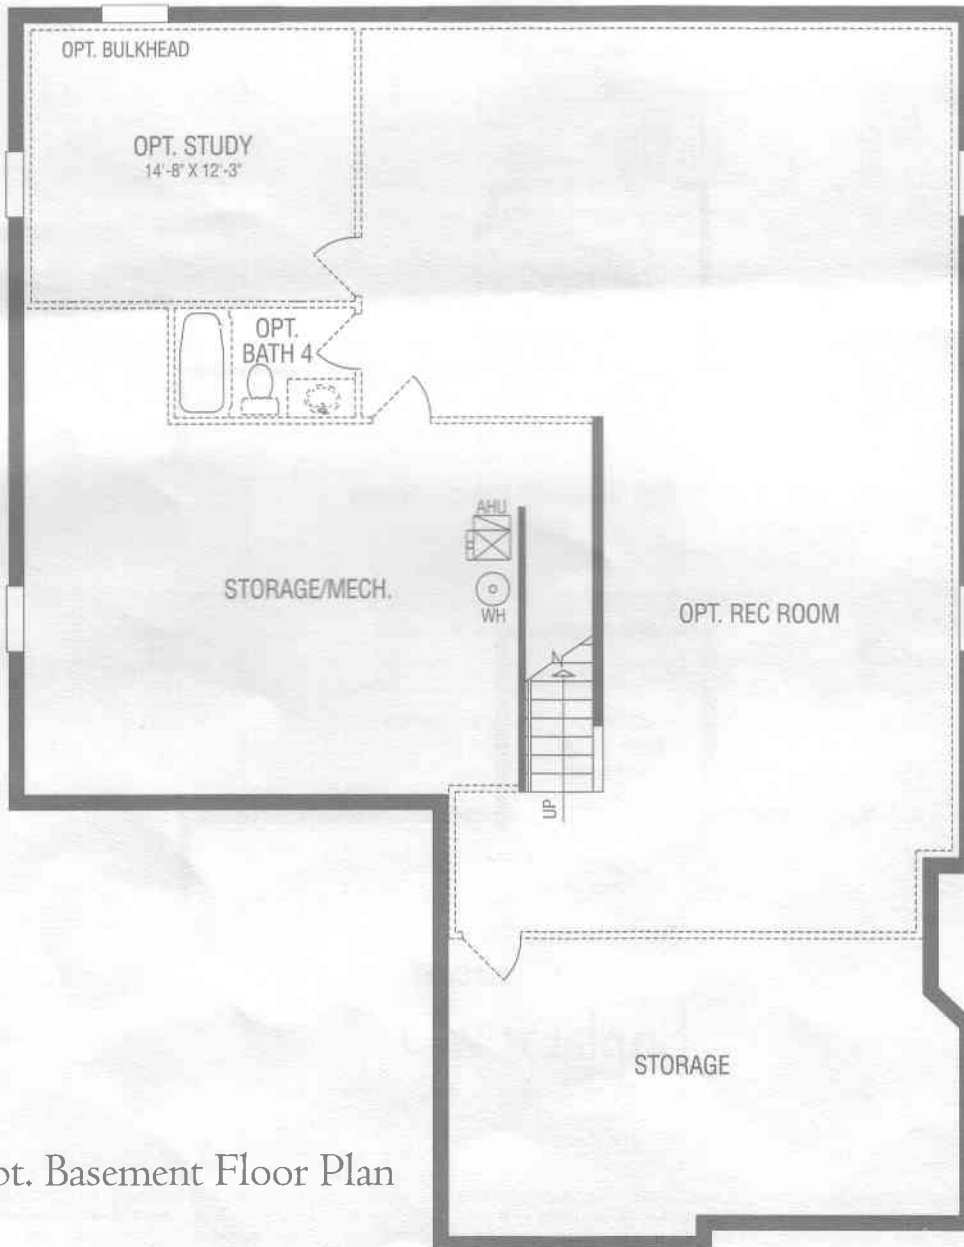 OPT. BULKHEAD
OPT. STUDY
14'-8" X 12'-3"
OPT.
BATH 4
AHU
STORAGE/MECH.
WH
OPT. REC ROOM
UP
STORAGE
Basement Floor Plan